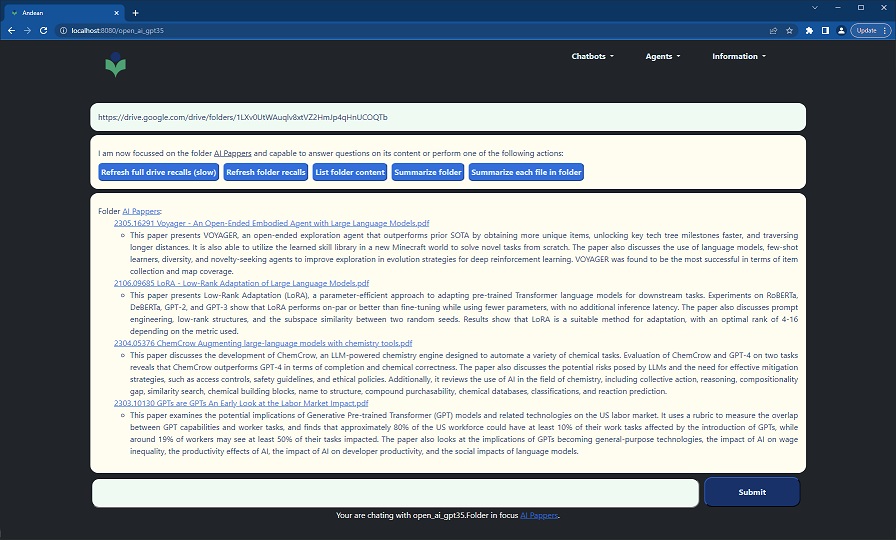 Andean
localhost:8080/open_ai_gpt35
Update
Chatbots
Agents
Information
https://drive.google.com/drive/folders/1LXv0UtWAuqlv8xtVZ2HmJp4qHnUCOQTb
I am now focussed on the folder AI Pappers and capable to answer questions on its content or perform one of the following actions:
Refresh full drive recalls (slow) Refresh folder recalls List folder content Summarize folder Summarize each file in folder
Folder AI Pappers:
2305.16291 Voyager - An Open-Ended Embodied Agent with Large Language Models.pdf
This paper presents VOYAGER, an open-ended exploration agent that outperforms prior SOTA by obtaining more unique items, unlocking key tech tree milestones faster, and traversing
longer distances. It is also able to utilize the learned skill library in a new Minecraft world to solve novel tasks from scratch. The paper also discusses the use of language models, few-shot
learners, diversity, and novelty-seeking agents to improve exploration in evolution strategies for deep reinforcement learning. VOYAGER was found to be the most successful in terms of item
collection and map coverage.
2106.09685 LoRA - Low-Rank Adaptation of Large Language Models.pdf
This paper presents Low-Rank Adaptation (LoRA), a parameter-efficient approach to adapting pre-trained Transformer language models for downstream tasks. Experiments on RoBERTa,
DeBERTa, GPT-2, and GPT-3 show that LoRA performs on-par or better than fine-tuning while using fewer parameters, with no additional inference latency. The paper also discusses prompt
engineering, low-rank structures, and the subspace similarity between two random seeds. Results show that LoRA is a suitable method for adaptation, with an optimal rank of 4-16
depending on the metric used.
2304.05376 ChemCrow Augmenting large-language models with chemistry tools.pdf
This paper discusses the development of ChemCrow, an LLM-powered chemistry engine designed to automate a variety of chemical tasks. Evaluation of ChemCrow and GPT-4 on two tasks
reveals that ChemCrow outperforms GPT-4 in terms of completion and chemical correctness. The paper also discusses the potential risks posed by LLMs and the need for effective mitigation
strategies, such as access controls, safety guidelines, and ethical policies. Additionally, it reviews the use of AI in the field of chemistry, including collective action, reasoning, compositionality
gap, similarity search, chemical building blocks, name to structure, compound purchasability, chemical databases, classifications, and reaction prediction.
2303.10130 GPTs are GPTs An Early Look at the Labor Market Impact.pdf
This paper examines the potential implications of Generative Pre-trained Transformer (GPT) models and related technologies on the US labor market. It uses a rubric to measure the overlap
between GPT capabilities and worker tasks, and finds that approximately 80% of the US workforce could have at least 10% of their work tasks affected by the introduction of GPTs, while
around 19% of workers may see at least 50% of their tasks impacted. The paper also looks at the implications of GPTs becoming general-purpose technologies, the impact of AI on wage
inequality, the productivity effects of AI, the impact of AI on developer productivity, and the social impacts of language models.
Submit
Your are chatting with open_ai_gpt35.Folder in focus AI Pappers.